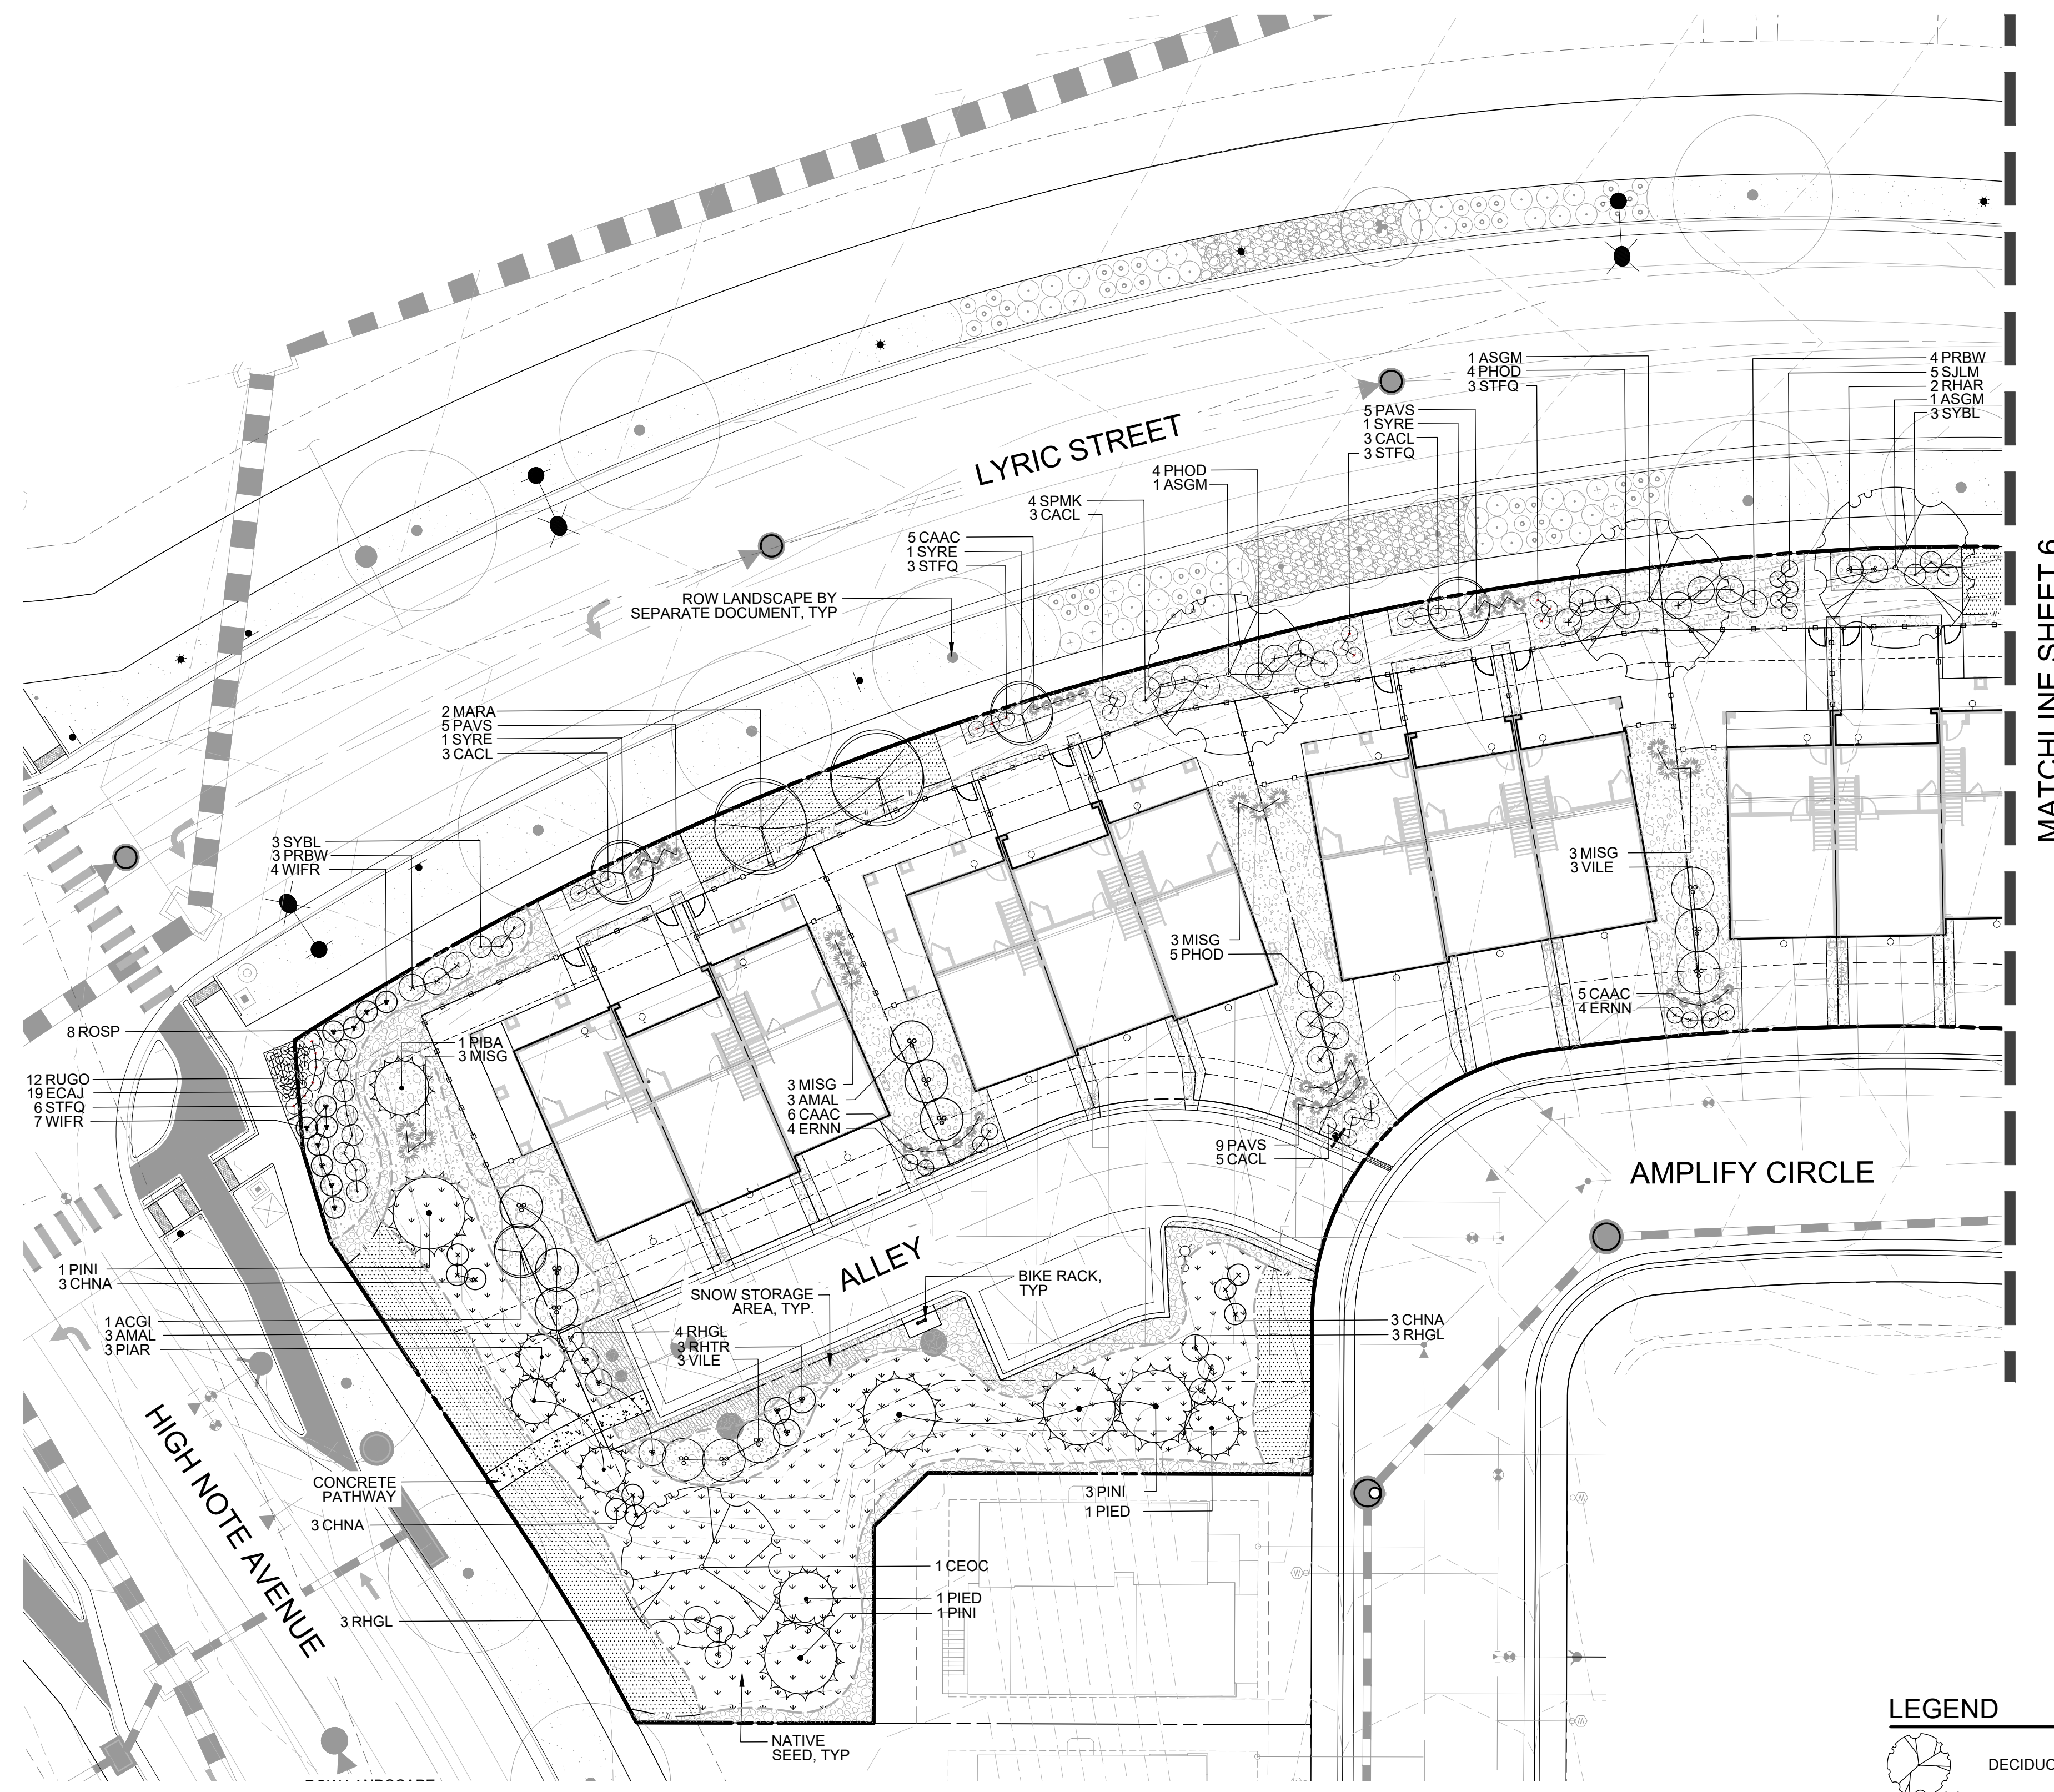 1 ASGM
4 PHOD
3 STFQ
4 PRBW
5 SJLM
2 RHAR
1 ASGM
3 SYBL
5 PAVS
1 SYRE
3 CACL
3 STFQ
LYRIC STREET
4 PHOD
1 ASGM
4 SPMK
3 CACL
5 CAAC
1 SYRE
3 STFQ
ROW LANDSCAPE BY
SEPARATE DOCUMENT, TYP
MATCHLINE SHEET 6
2 MARA
5 PAVS
1 SYRE
3 CACL
3 SYBL
3 PRBW
4 WIFR
3 MISG
3 VILE
3 MISG
5 PHOD
5 CAAC
4 ERNN
8 ROSP
1 PIBA
3 MISG
12 RUGO
19 ECAJ
6 STFQ
7 WIFR
3 MISG
3 AMAL
6 CAAC
4 ERNN
9 PAVS
5 CACL
AMPLIFY CIRCLE
1 PINI
3 CHNA
ALLEY
BIKE RACK,
TYP
SNOW STORAGE
AREA, TYP.
1 ACGI
3 AMAL
3 PIAR
4 RHGL
3 RHTR
3 VILE
3 CHNA
3 RHGL
HIGH NOTE AVENUE
CONCRETE
PATHWAY
3 CHNA
3 PINI
1 PIED
1 CEOC
1 PIED
1 PINI
3 RHGL
NATIVE
SEED, TYP
LEGEND
DECIDUC